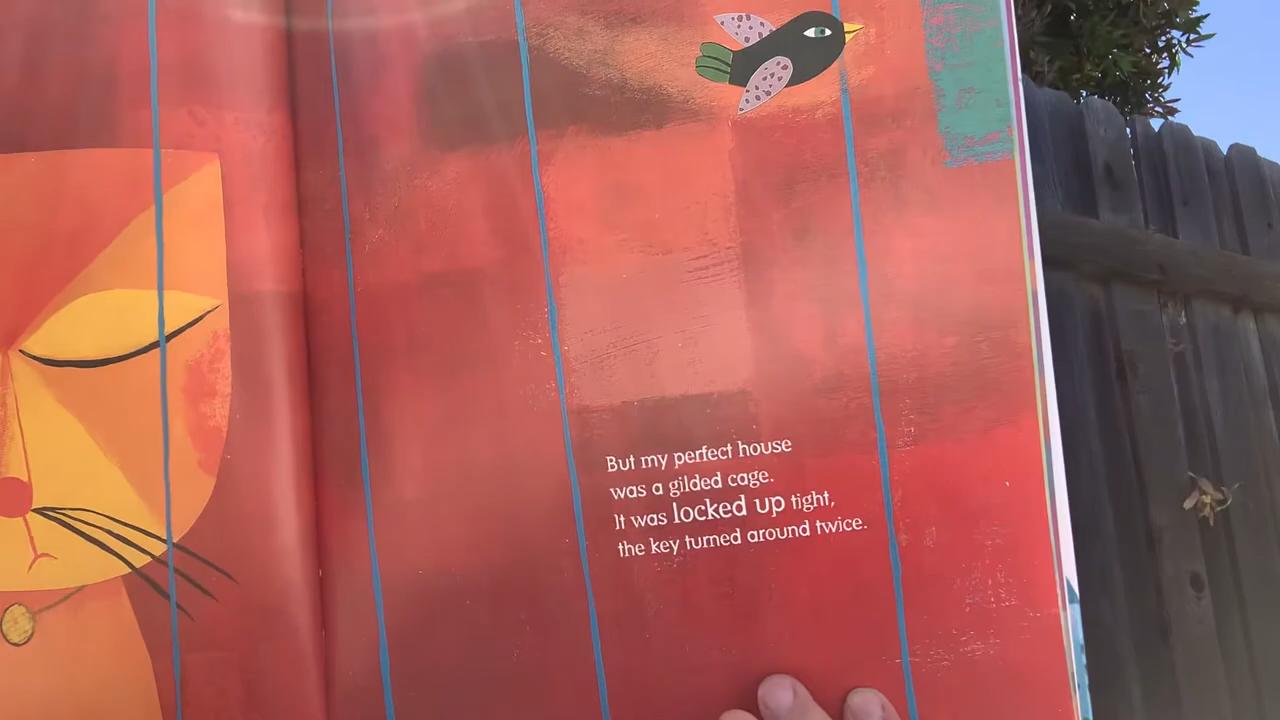 But my perfect house
was a gilded cage.
It was locked up tight,
the key turned around twice.